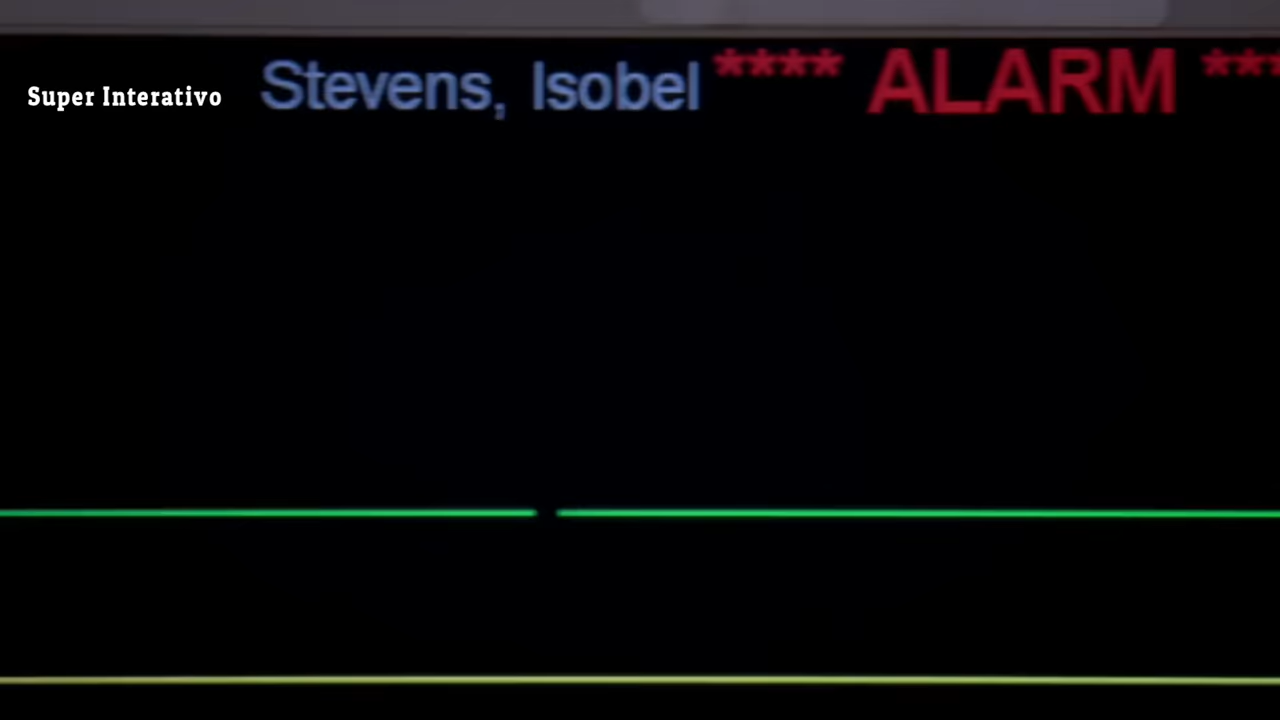 Super Interativo
Stevens, Isobel **** ALARM ***